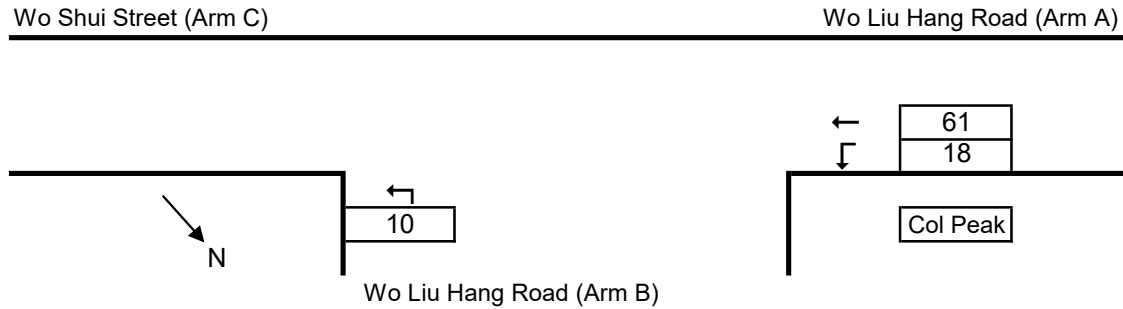 Wo Shui Street (Arm C)
Wo Liu Hang Road (Arm A)
61
18
10
Col Peak
N
Wo Liu Hang Road (Arm B)